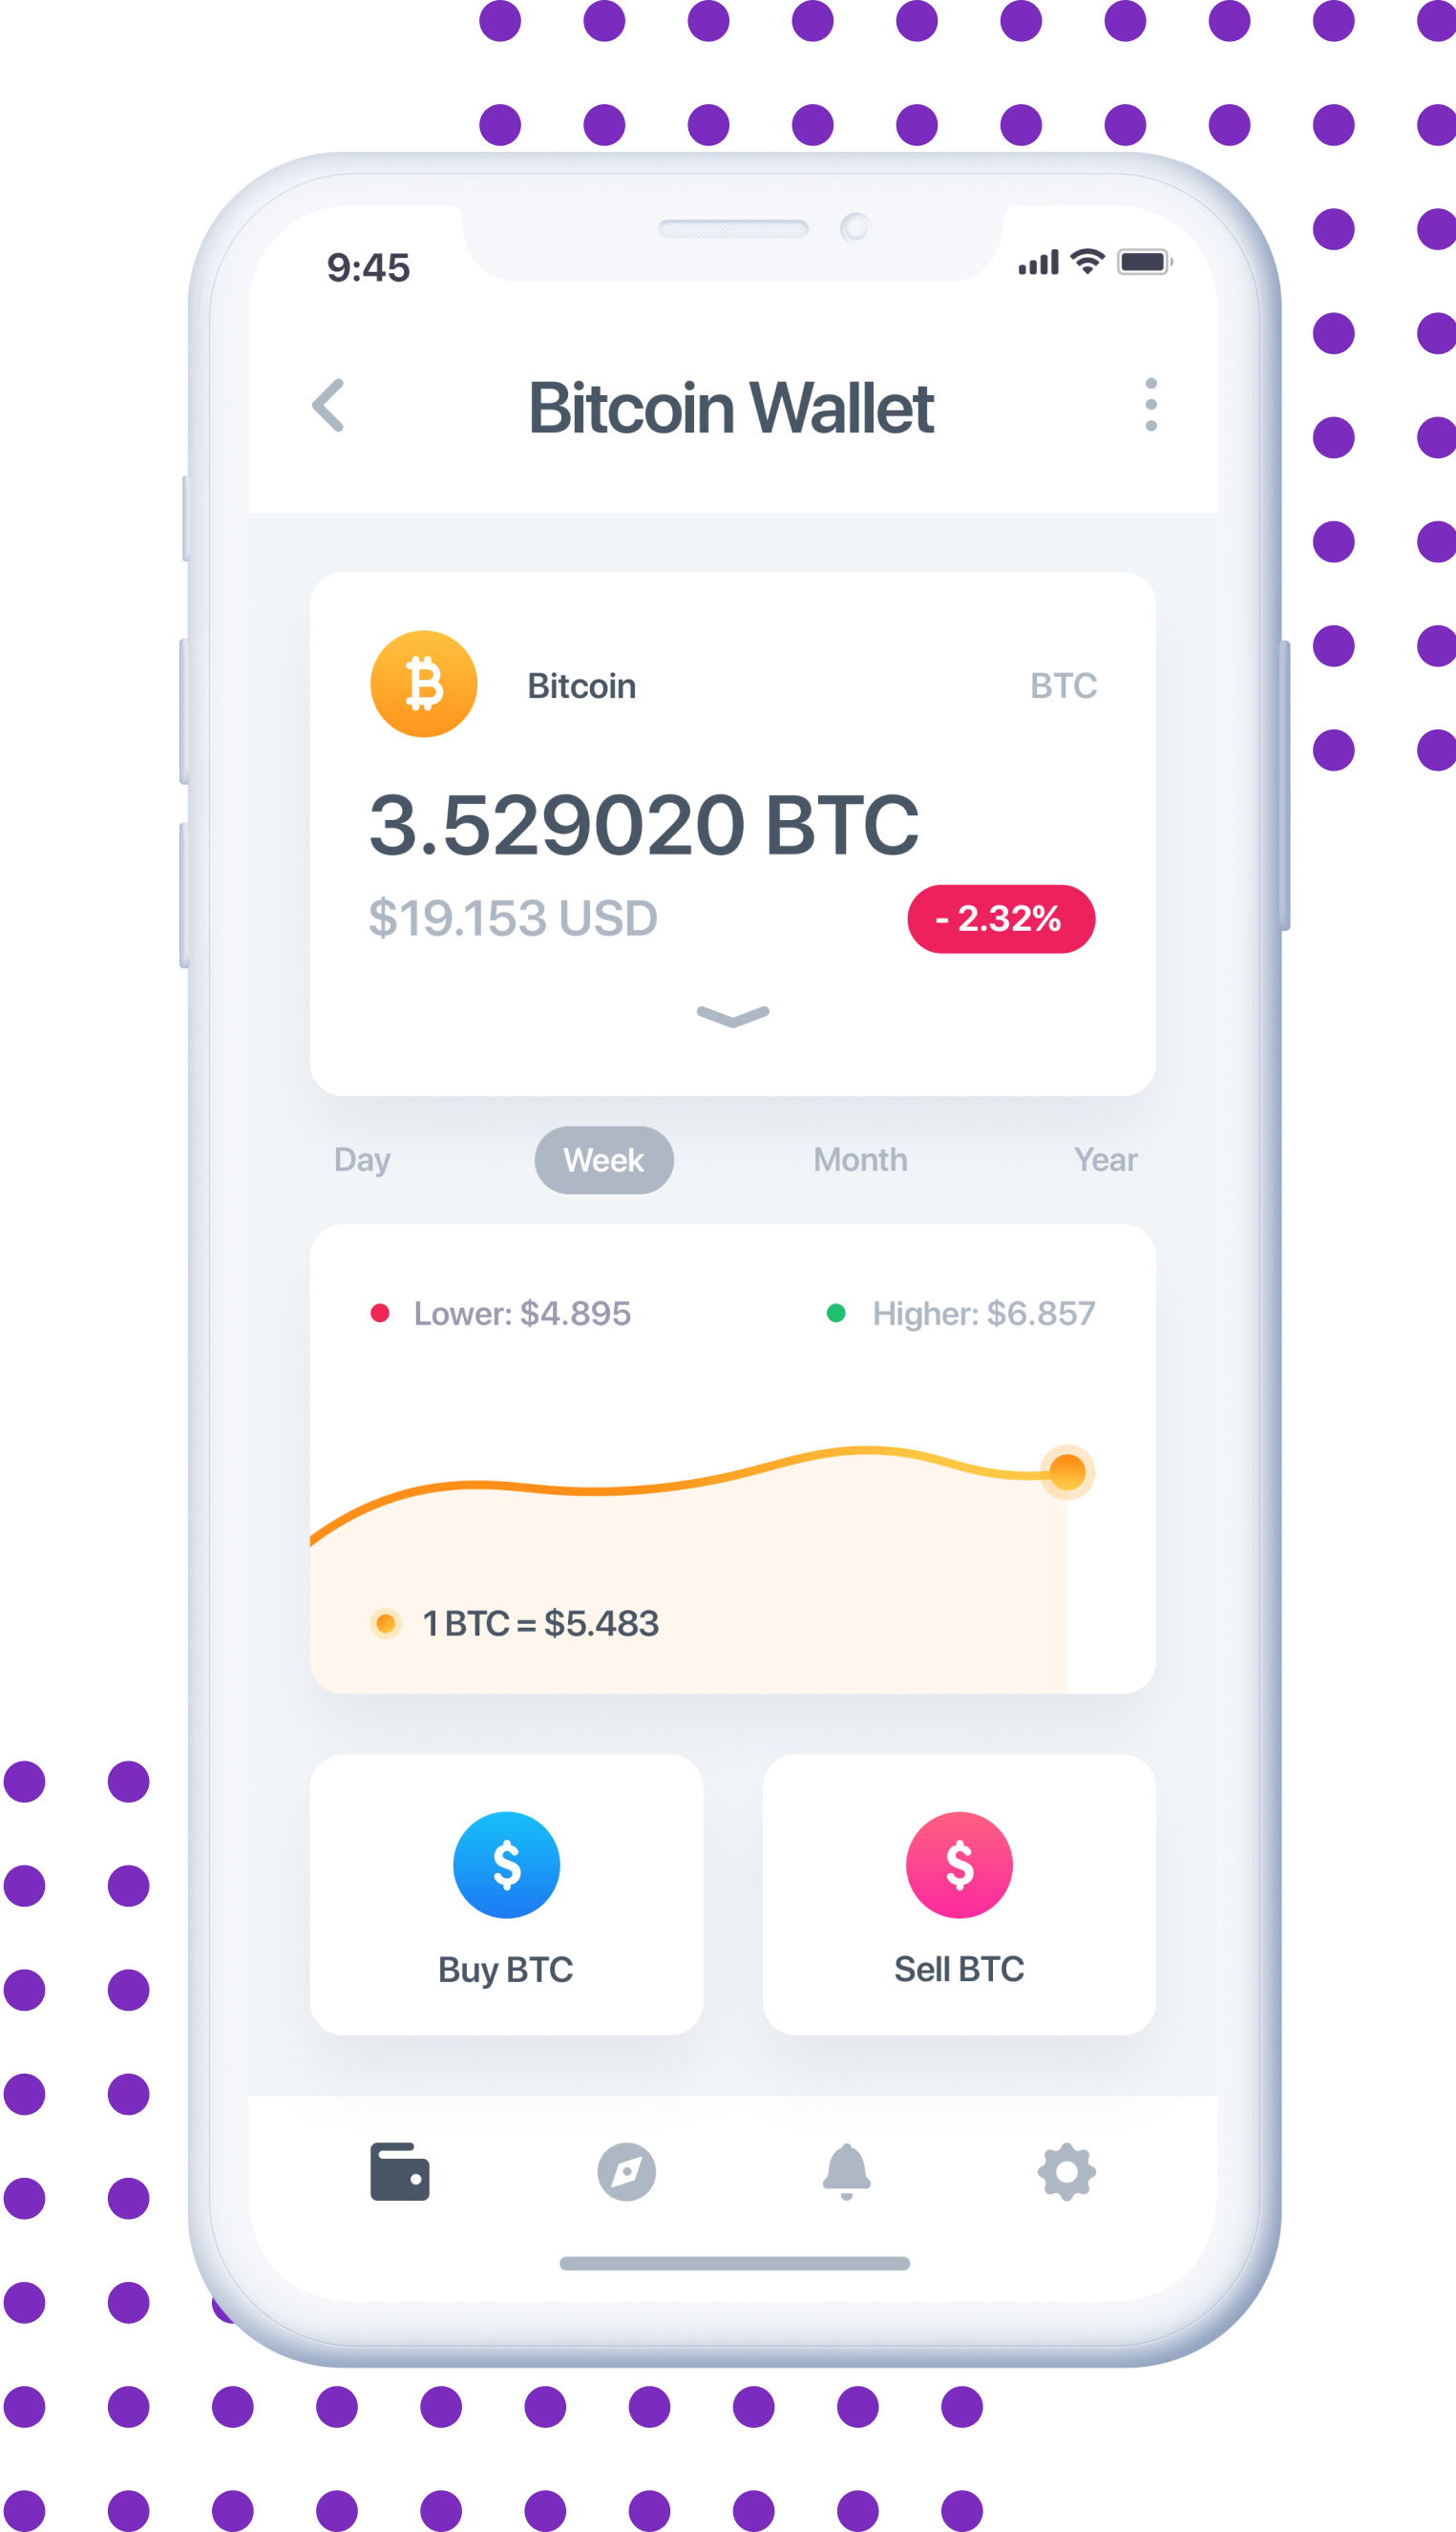 9:45
Bitcoin Wallet
Bitcoin BTC
3.529020 BTC
$19.153 USD - 2.32%
Day Week Month Year
Lower: $4.895 Higher: $6.857
1 BTC = $5.483
Buy BTC Sell BTC